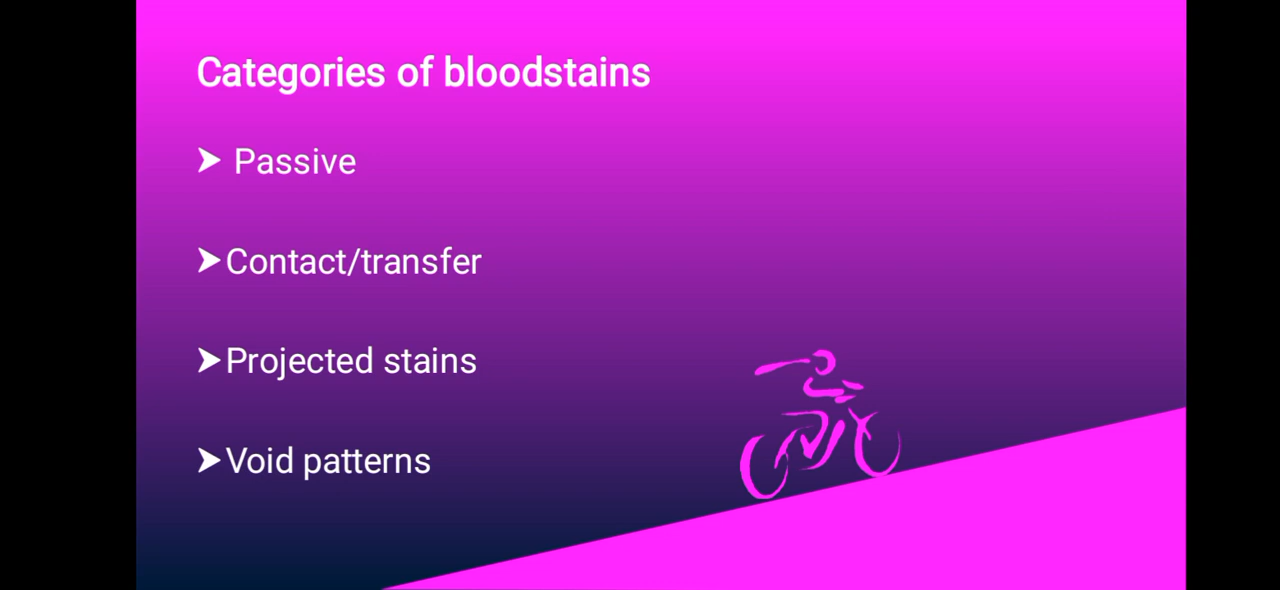 Categories of bloodstains
➤ Passive
➤Contact/transfer
➤Projected stains
➤Void patterns